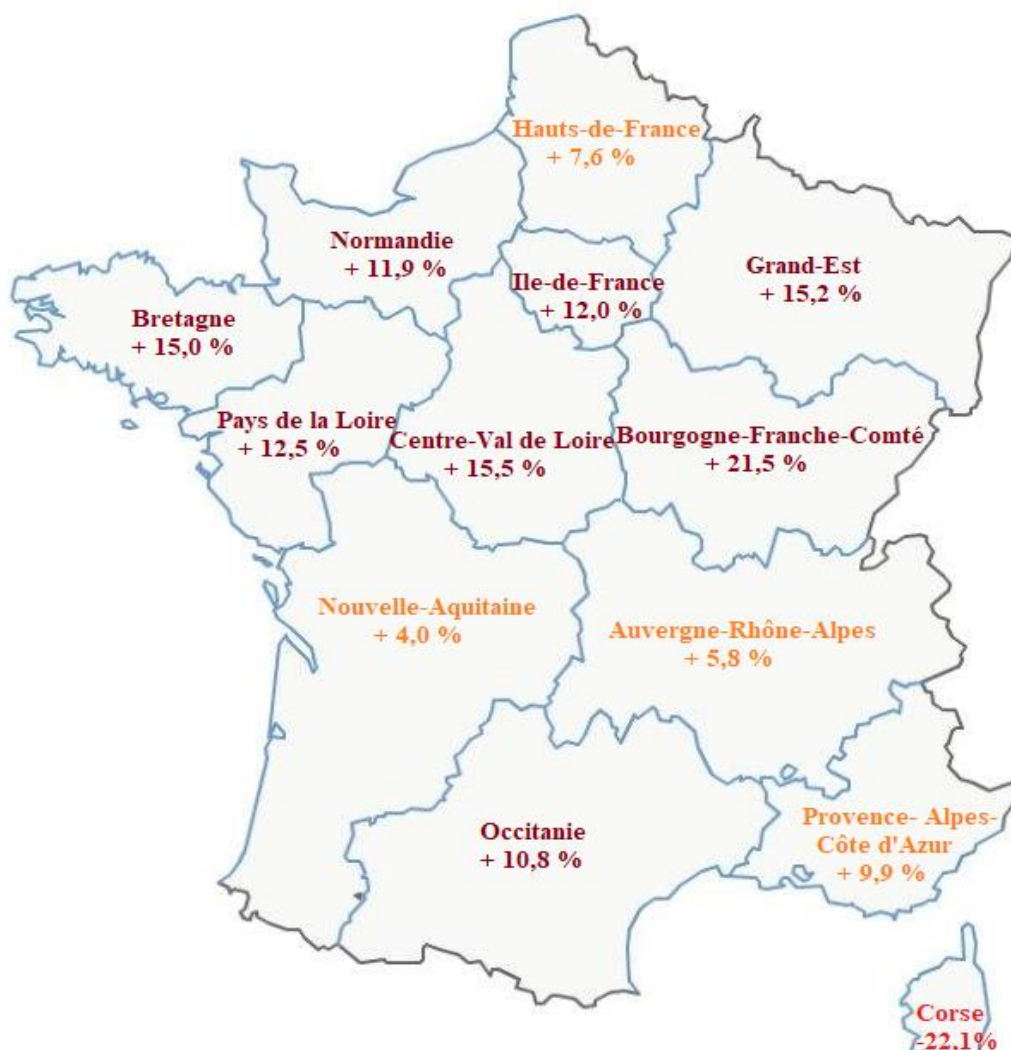 Hauts-de-France
+ 7,6 %
Normandie
+ 11,9 %
Ile-de-France
+ 12,0 %
Grand-Est
+ 15,2 %
Bretagne
+ 15,0 %
Pays de la Loire
+ 12,5 %
Centre-Val de Loire
+ 15,5 %
Bourgogne-Franche-Comté
+ 21,5 %
Nouvelle-Aquitaine
+ 4,0 %
Auvergne-Rhône-Alpes
+ 5,8 %
Occitanie
+ 10,8 %
Provence- Alpes-
Côte d'Azur
+ 9,9 %
Corse
-22,1%